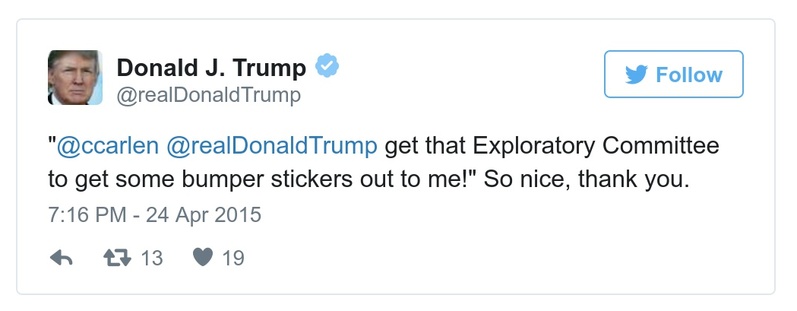 Donald J. Trump
@realDonaldTrump
Follow
"@ccarlen @realDonaldTrump get that Exploratory Committee
to get some bumper stickers out to me!" So nice, thank you.
7:16 PM - 24 Apr 2015
13 19